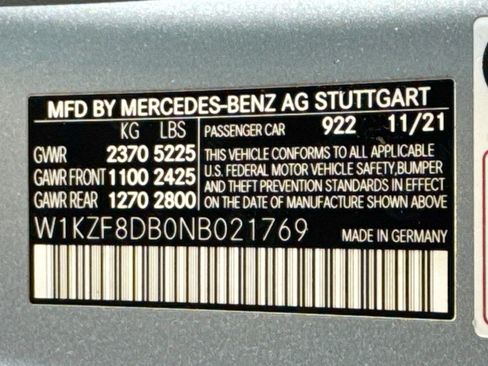 MFD BY MERCEDES-BENZ AG STUTTGART
KG LBS PASSENGER CAR 922 11/21
GVWR 2370 5225 THIS VEHICLE CONFORMS TO ALL APPLICABLE
GAWR FRONT 1100 2425 U.S. FEDERAL MOTOR VEHICLE SAFETY, BUMPER
GAWR REAR 1270 2800 AND THEFT PREVENTION STANDARDS IN EFFECT
ON THE DATE OF MANUFACTURE SHOWN ABOVE
W1KZF8DB0NB021769 MADE IN GERMANY